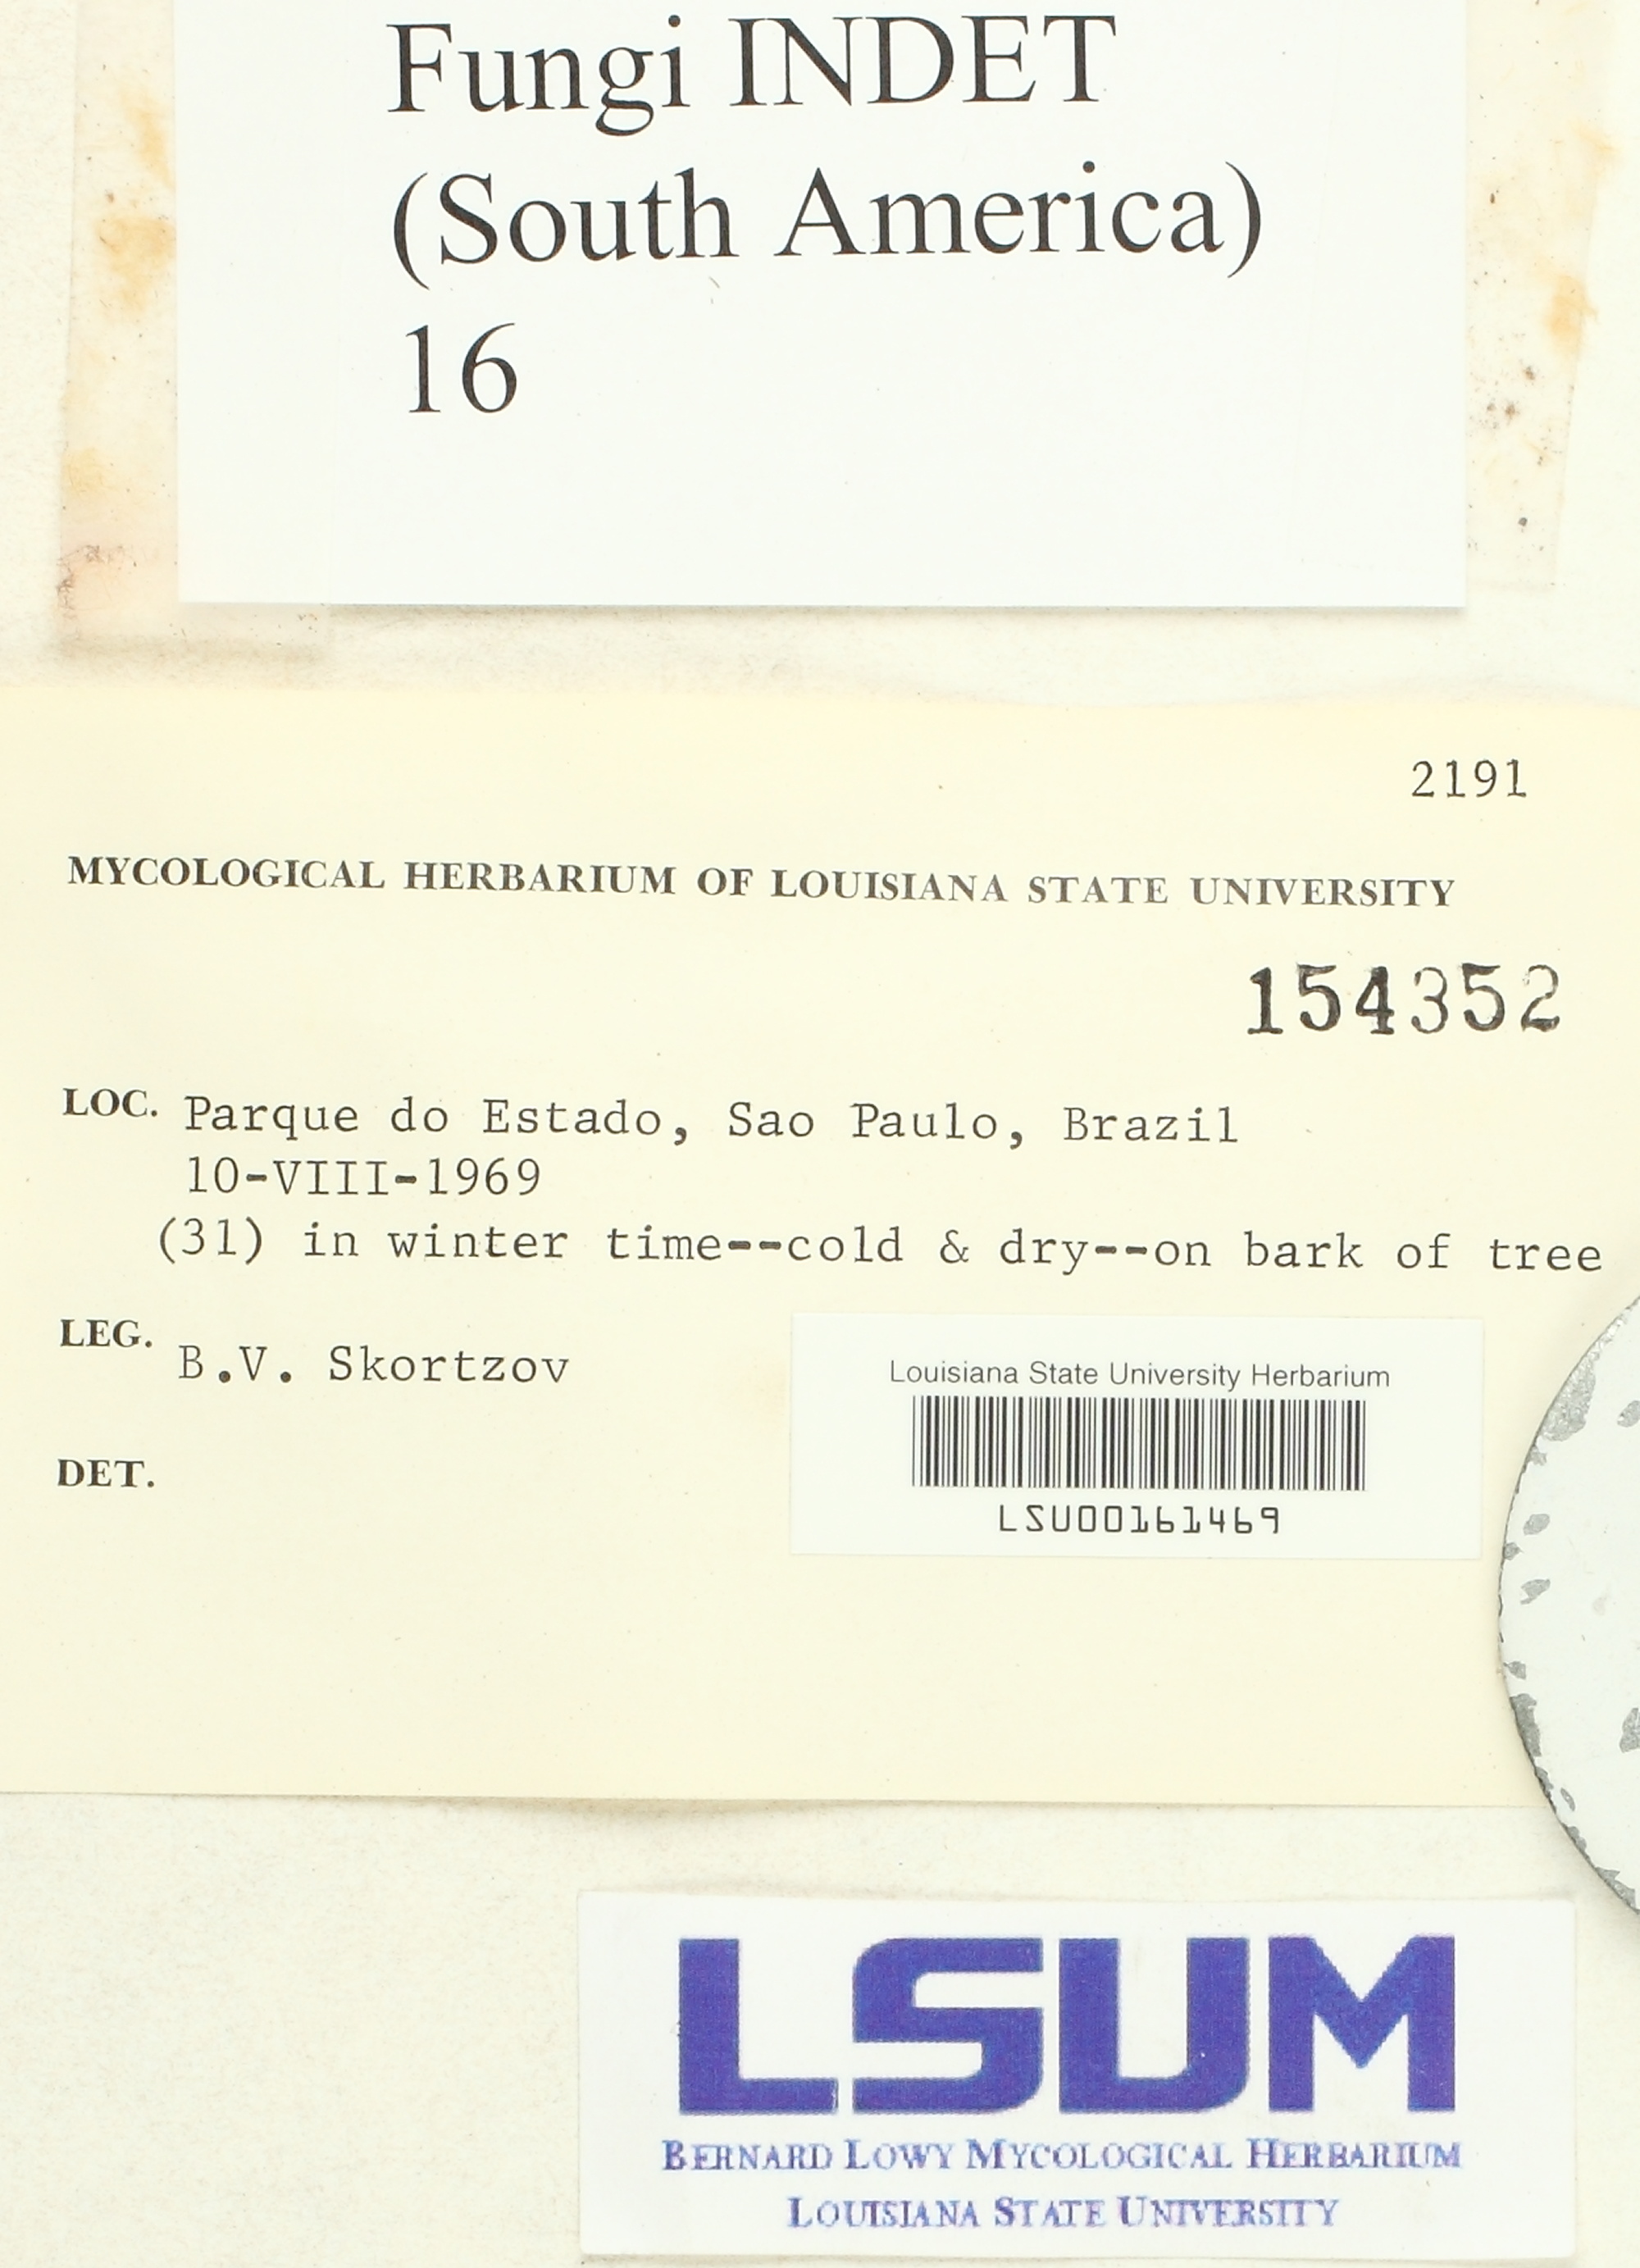 Fungi INDET
(South America)
16
2191
MYCOLOGICAL HERBARIUM OF LOUISIANA STATE UNIVERSITY
154352
LOC. Parque do Estado, Sao Paulo, Brazil
10-VIII-1969
(31) in winter time--cold & dry--on bark of tree
LEG. B.V. Skortzov
Louisiana State University Herbarium
LSU00161469
DET.
LSUM
BERNARD LOWY MYCOLOGICAL HERBARIUM
LOUISIANA STATE UNIVERSITY